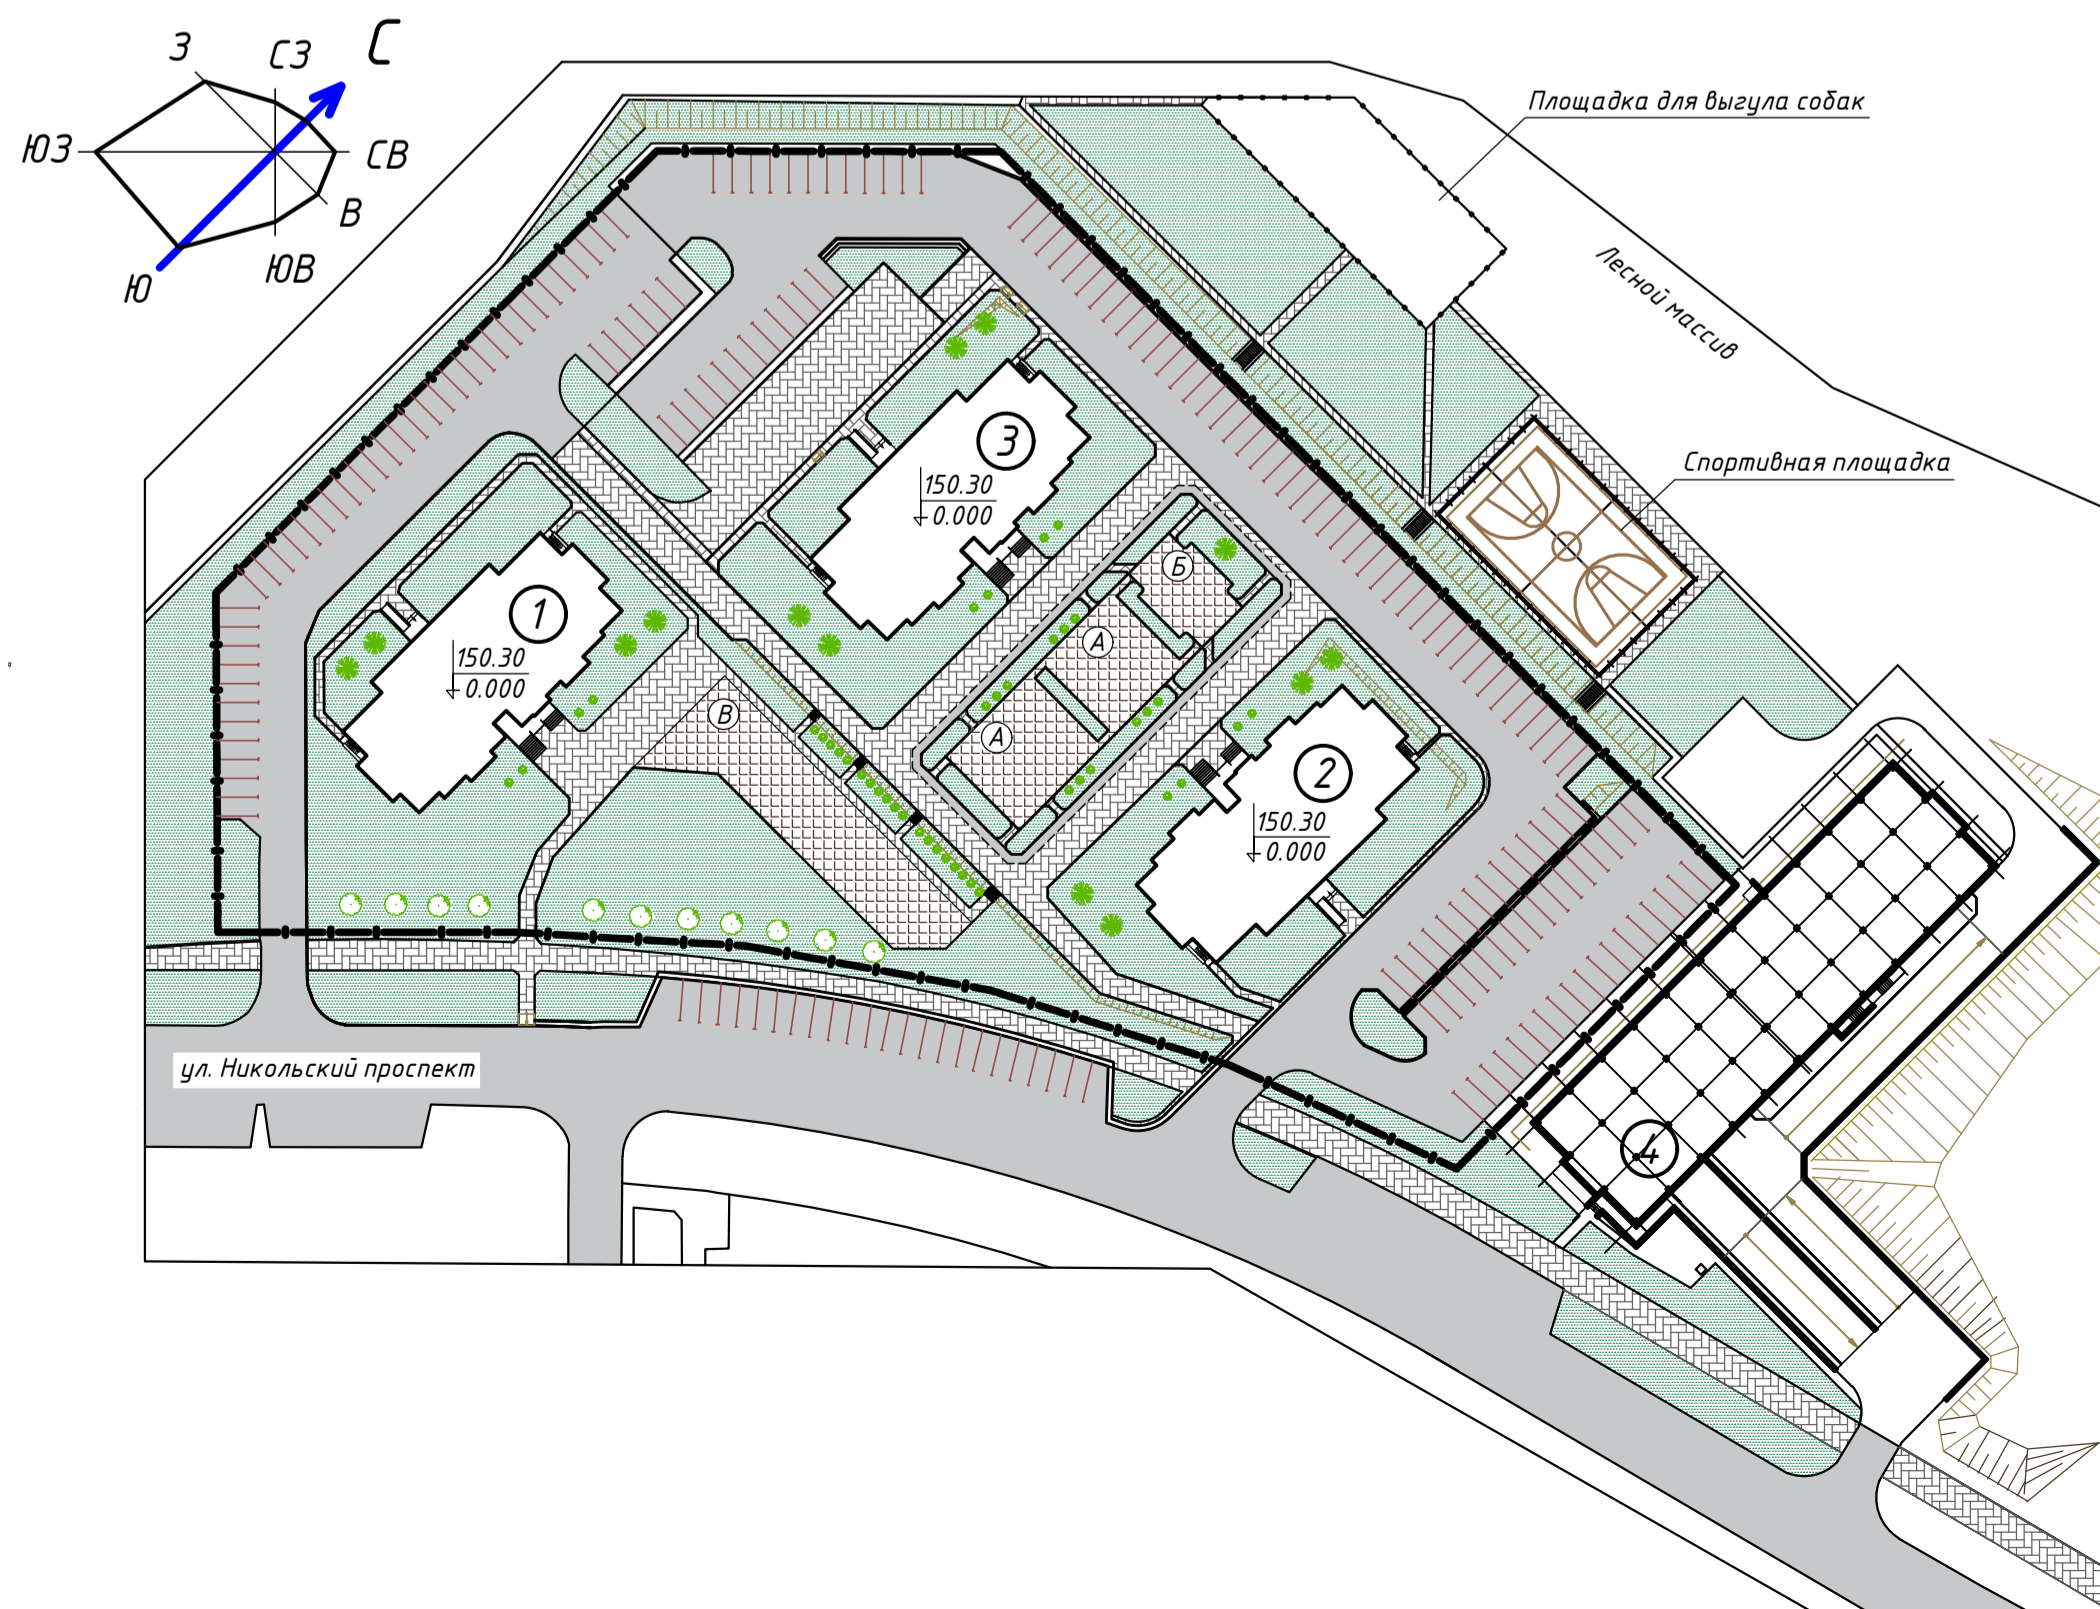 С
З
СЗ
ЮЗ
СВ
В
ЮВ
Ю
Площадка для выгула собак
Лесной массив
Спортивная площадка
3
150.30
0.000
Б
1
150.30
0.000
А
В
А
2
150.30
0.000
ул. Никольский проспект
4